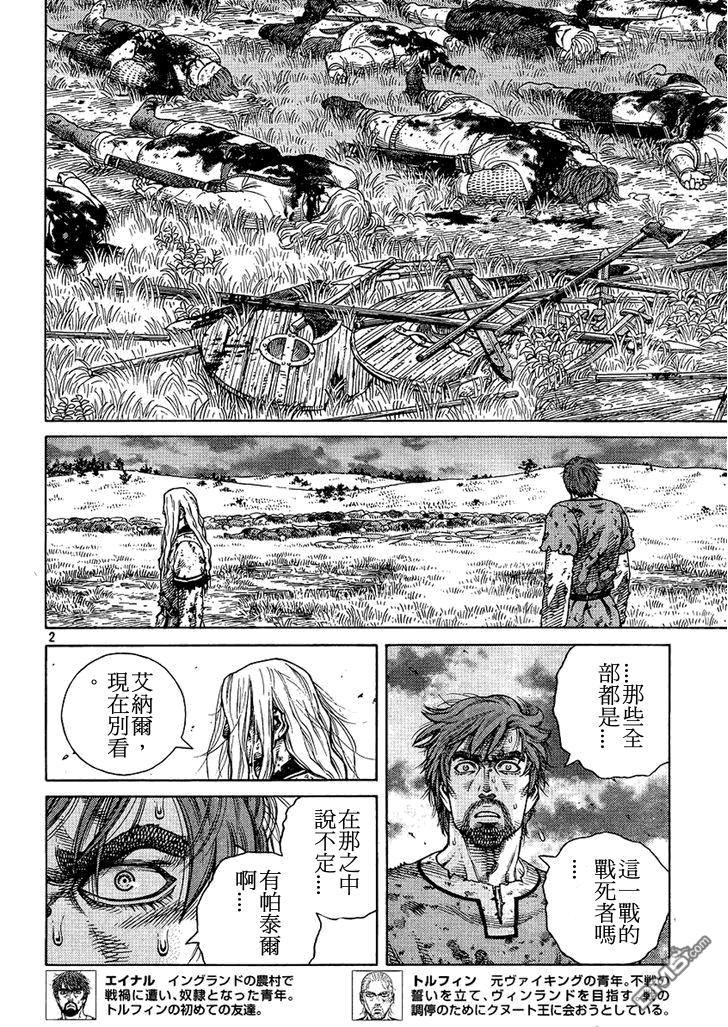 2
……那些全
部都是……
這一戰的
戰死者嗎
……。
艾納爾，
現在別看
。
在那之中
說不定……
有帕泰爾
啊……。
エイナル　イングランドの農村で
戦禍に遭い、奴隷となった青年。
トルフィンの初めての友達。
トルフィン　元ヴァイキングの青年。不戦の
誓いを立て、ヴィンランドを目指す。戦の
調停のためにクヌート王に会おうとしている。